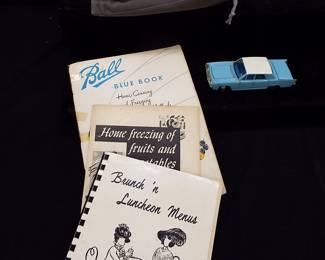 Ball
BLUE BOOK
Home Canning
& Freezing
Home freezing of
fruits and
vegetables
Brunch 'n
Luncheon Menus